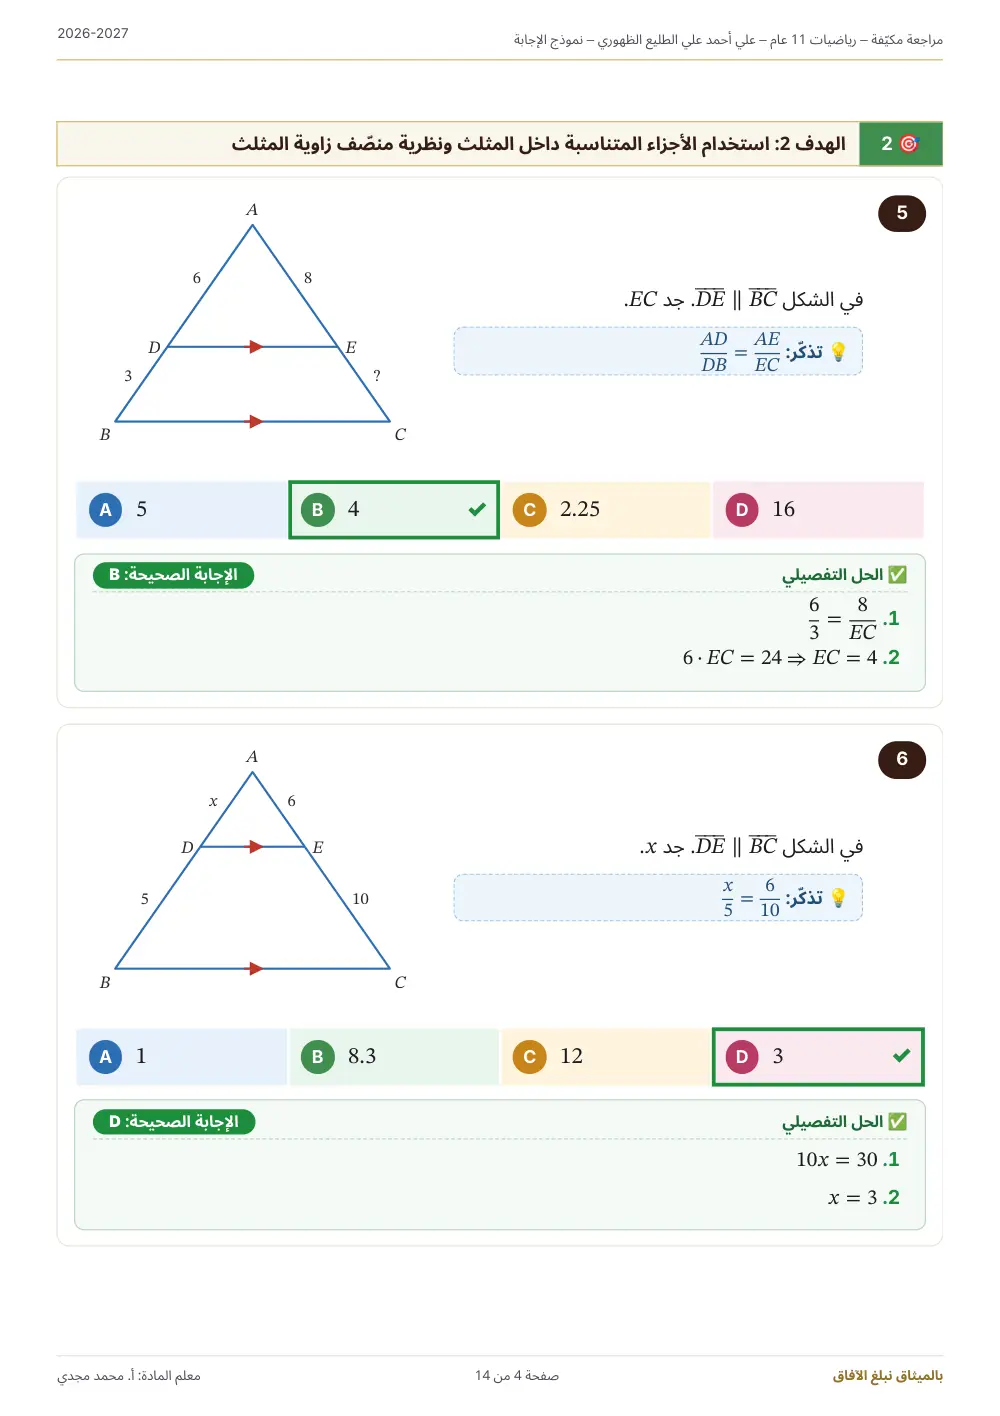 مراجعة مكثّفة – رياضيات 11 عام – علي أحمد علي الطليع الظهوري – نموذج الإجابة
2026-2027
🎯 2
الهدف 2: استخدام الأجزاء المتناسبة داخل المثلث ونظرية منصّف زاوية المثلث
5
في الشكل DE ∥ BC. جد EC.
💡 تذكّر: AD/DB = AE/EC
A
6
8
D
E
3
?
B
C
A 5
B 4 ✔
C 2.25
D 16
✅ الحل التفصيلي
الإجابة الصحيحة: B
1. 6/3 = 8/EC
2. 6 · EC = 24 ⇒ EC = 4
6
في الشكل DE ∥ BC. جد x.
💡 تذكّر: x/5 = 6/10
A
x
6
D
E
5
10
B
C
A 1
B 8.3
C 12
D 3 ✔
✅ الحل التفصيلي
الإجابة الصحيحة: D
1. 10x = 30
2. x = 3
بالميثاق نبلغ الآفاق
صفحة 4 من 14
معلم المادة: أ. محمد مجدي